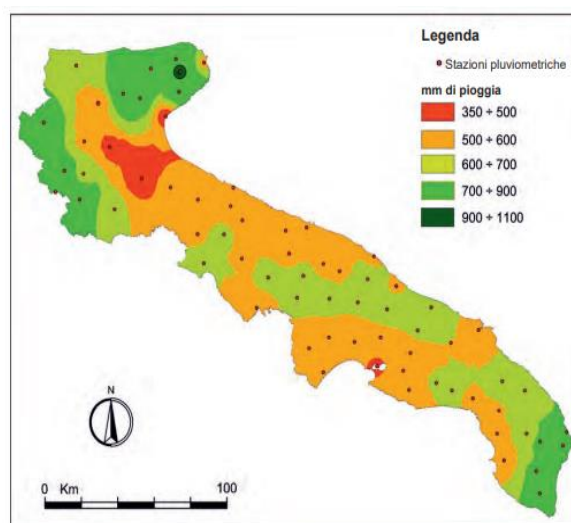 Legenda
Stazioni pluviometriche
mm di pioggia
350 ÷ 500
500 ÷ 600
600 ÷ 700
700 ÷ 900
900 ÷ 1100
N
0 Km 100